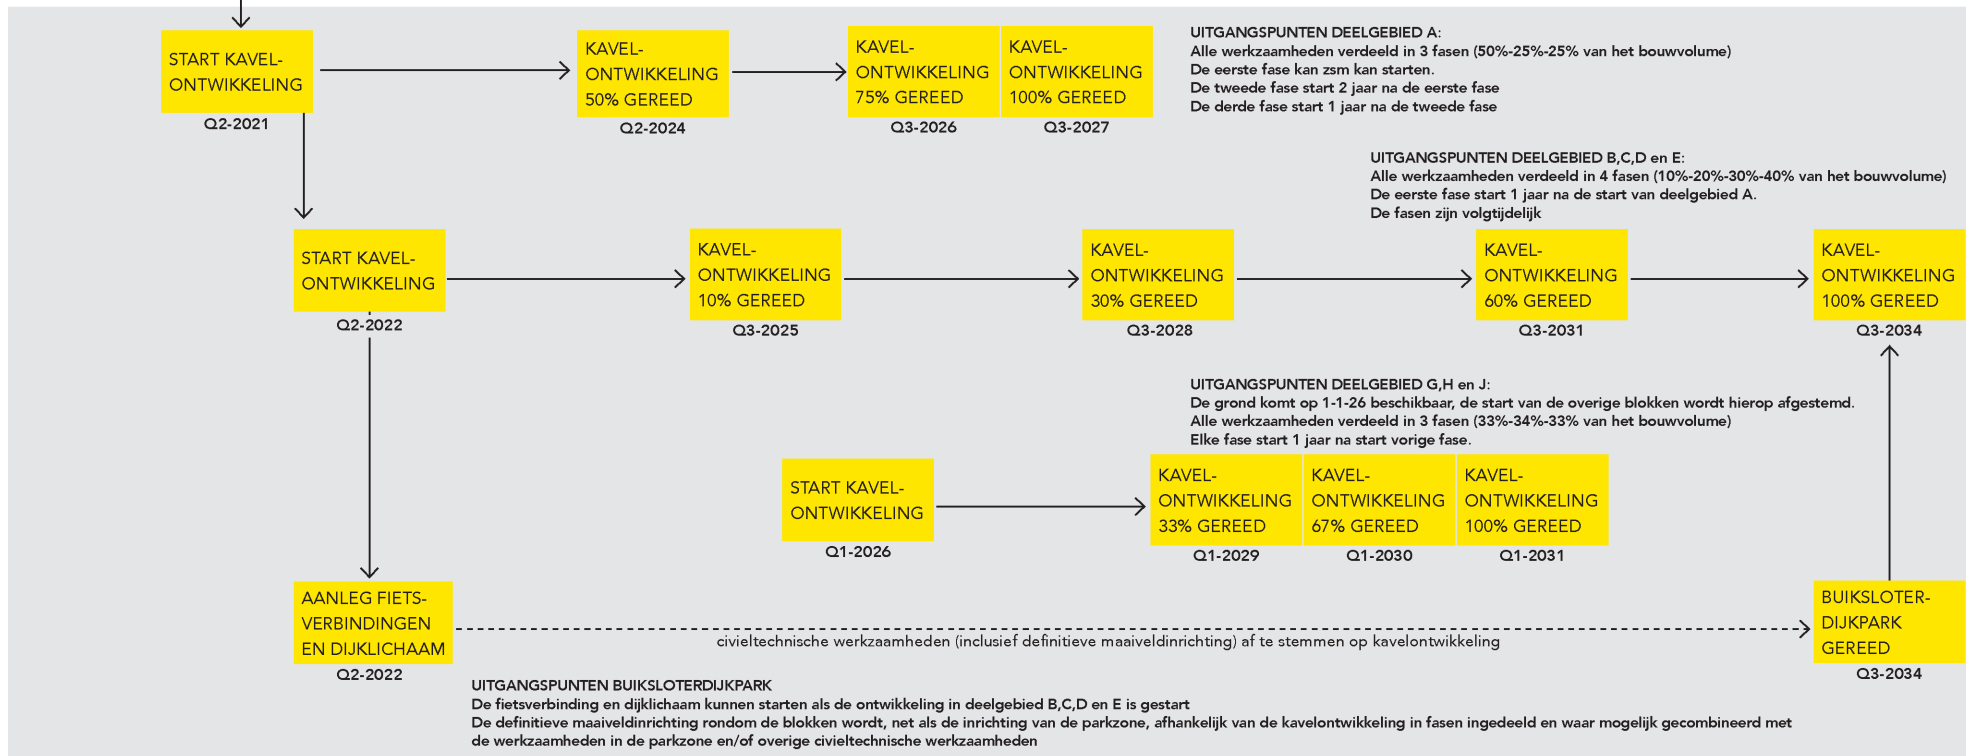 START KAVEL-
ONTWIKKELING
Q2-2021
KAVEL-
ONTWIKKELING
50% GEREED
Q2-2024
KAVEL-
ONTWIKKELING
75% GEREED
Q3-2026
KAVEL-
ONTWIKKELING
100% GEREED
Q3-2027
UITGANGSPUNTEN DEELGEBIED A:
Alle werkzaamheden verdeeld in 3 fasen (50%-25%-25% van het bouwvolume)
De eerste fase kan zsm kan starten.
De tweede fase start 2 jaar na de eerste fase
De derde fase start 1 jaar na de tweede fase
UITGANGSPUNTEN DEELGEBIED B,C,D en E:
Alle werkzaamheden verdeeld in 4 fasen (10%-20%-30%-40% van het bouwvolume)
De eerste fase start 1 jaar na de start van deelgebied A.
De fasen zijn volgtijdelijk
START KAVEL-
ONTWIKKELING
Q2-2022
KAVEL-
ONTWIKKELING
10% GEREED
Q3-2025
KAVEL-
ONTWIKKELING
30% GEREED
Q3-2028
KAVEL-
ONTWIKKELING
60% GEREED
Q3-2031
KAVEL-
ONTWIKKELING
100% GEREED
Q3-2034
UITGANGSPUNTEN DEELGEBIED G,H en J:
De grond komt op 1-1-26 beschikbaar, de start van de overige blokken wordt hierop afgestemd.
Alle werkzaamheden verdeeld in 3 fasen (33%-34%-33% van het bouwvolume)
Elke fase start 1 jaar na start vorige fase.
START KAVEL-
ONTWIKKELING
Q1-2026
KAVEL-
ONTWIKKELING
33% GEREED
Q1-2029
KAVEL-
ONTWIKKELING
67% GEREED
Q1-2030
KAVEL-
ONTWIKKELING
100% GEREED
Q1-2031
AANLEG FIETS-
VERBINDINGEN
EN DIJKLICHAAM
Q2-2022
civieltechnische werkzaamheden (inclusief definitieve maaiveldinrichting) af te stemmen op kavelontwikkeling
BUIKSLOTER-
DIJKPARK
GEREED
Q3-2034
UITGANGSPUNTEN BUIKSLOTERDIJKPARK
De fietsverbinding en dijklichaam kunnen starten als de ontwikkeling in deelgebied B,C,D en E is gestart
De definitieve maaiveldinrichting rondom de blokken wordt, net als de inrichting van de parkzone, afhankelijk van de kavelontwikkeling in fasen ingedeeld en waar mogelijk gecombineerd met
de werkzaamheden in de parkzone en/of overige civieltechnische werkzaamheden